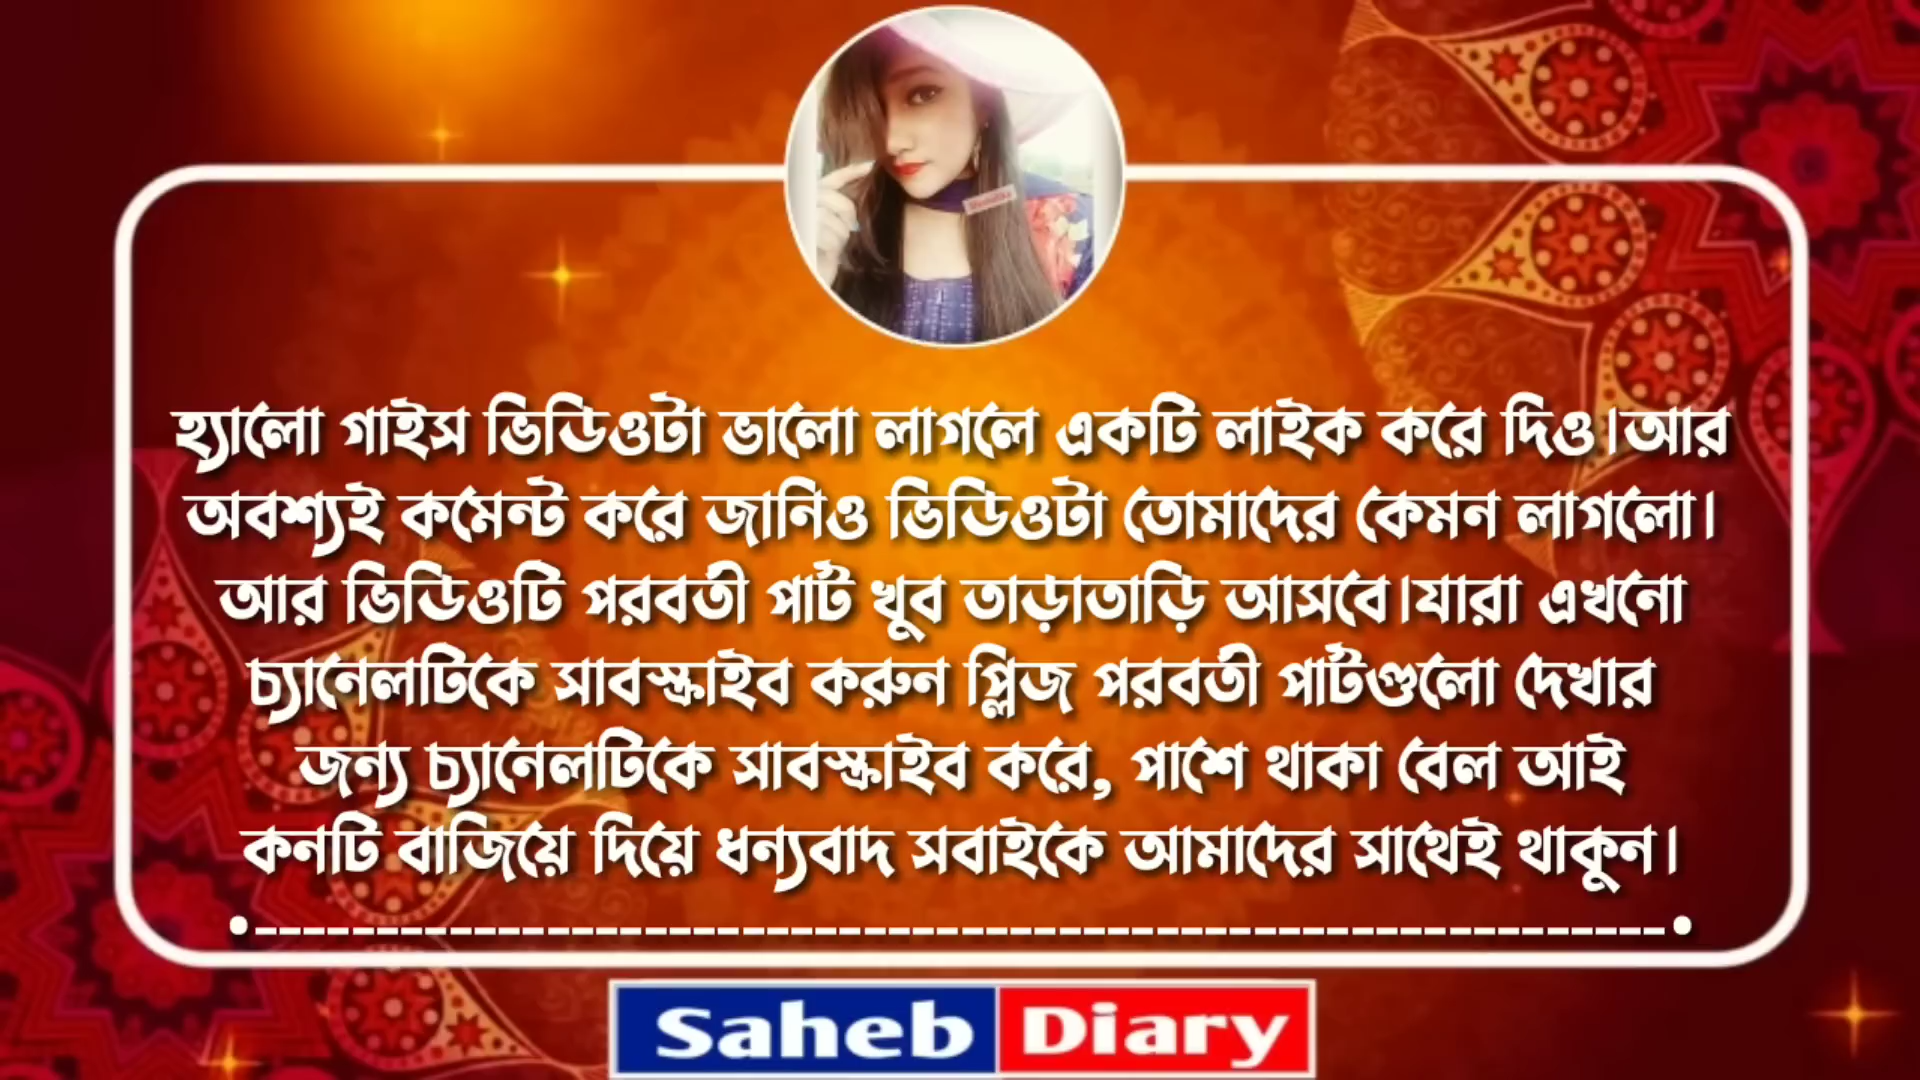 হ্যালো গাইস ভিডিওটা ভালো লাগলে একটি লাইক করে দিও।আর
অবশ্যই কমেন্ট করে জানিও ভিডিওটা তোমাদের কেমন লাগলো।
আর ভিডিওটি পরবর্তী পার্ট খুব তাড়াতাড়ি আসবে।যারা এখনো
চ্যানেলটিকে সাবস্ক্রাইব করুন প্লিজ পরবর্তী পার্টগুলো দেখার
জন্য চ্যানেলটিকে সাবস্ক্রাইব করে, পাশে থাকা বেল আই
কনটি বাজিয়ে দিয়ে ধন্যবাদ সবাইকে আমাদের সাথেই থাকুন।
Saheb Diary